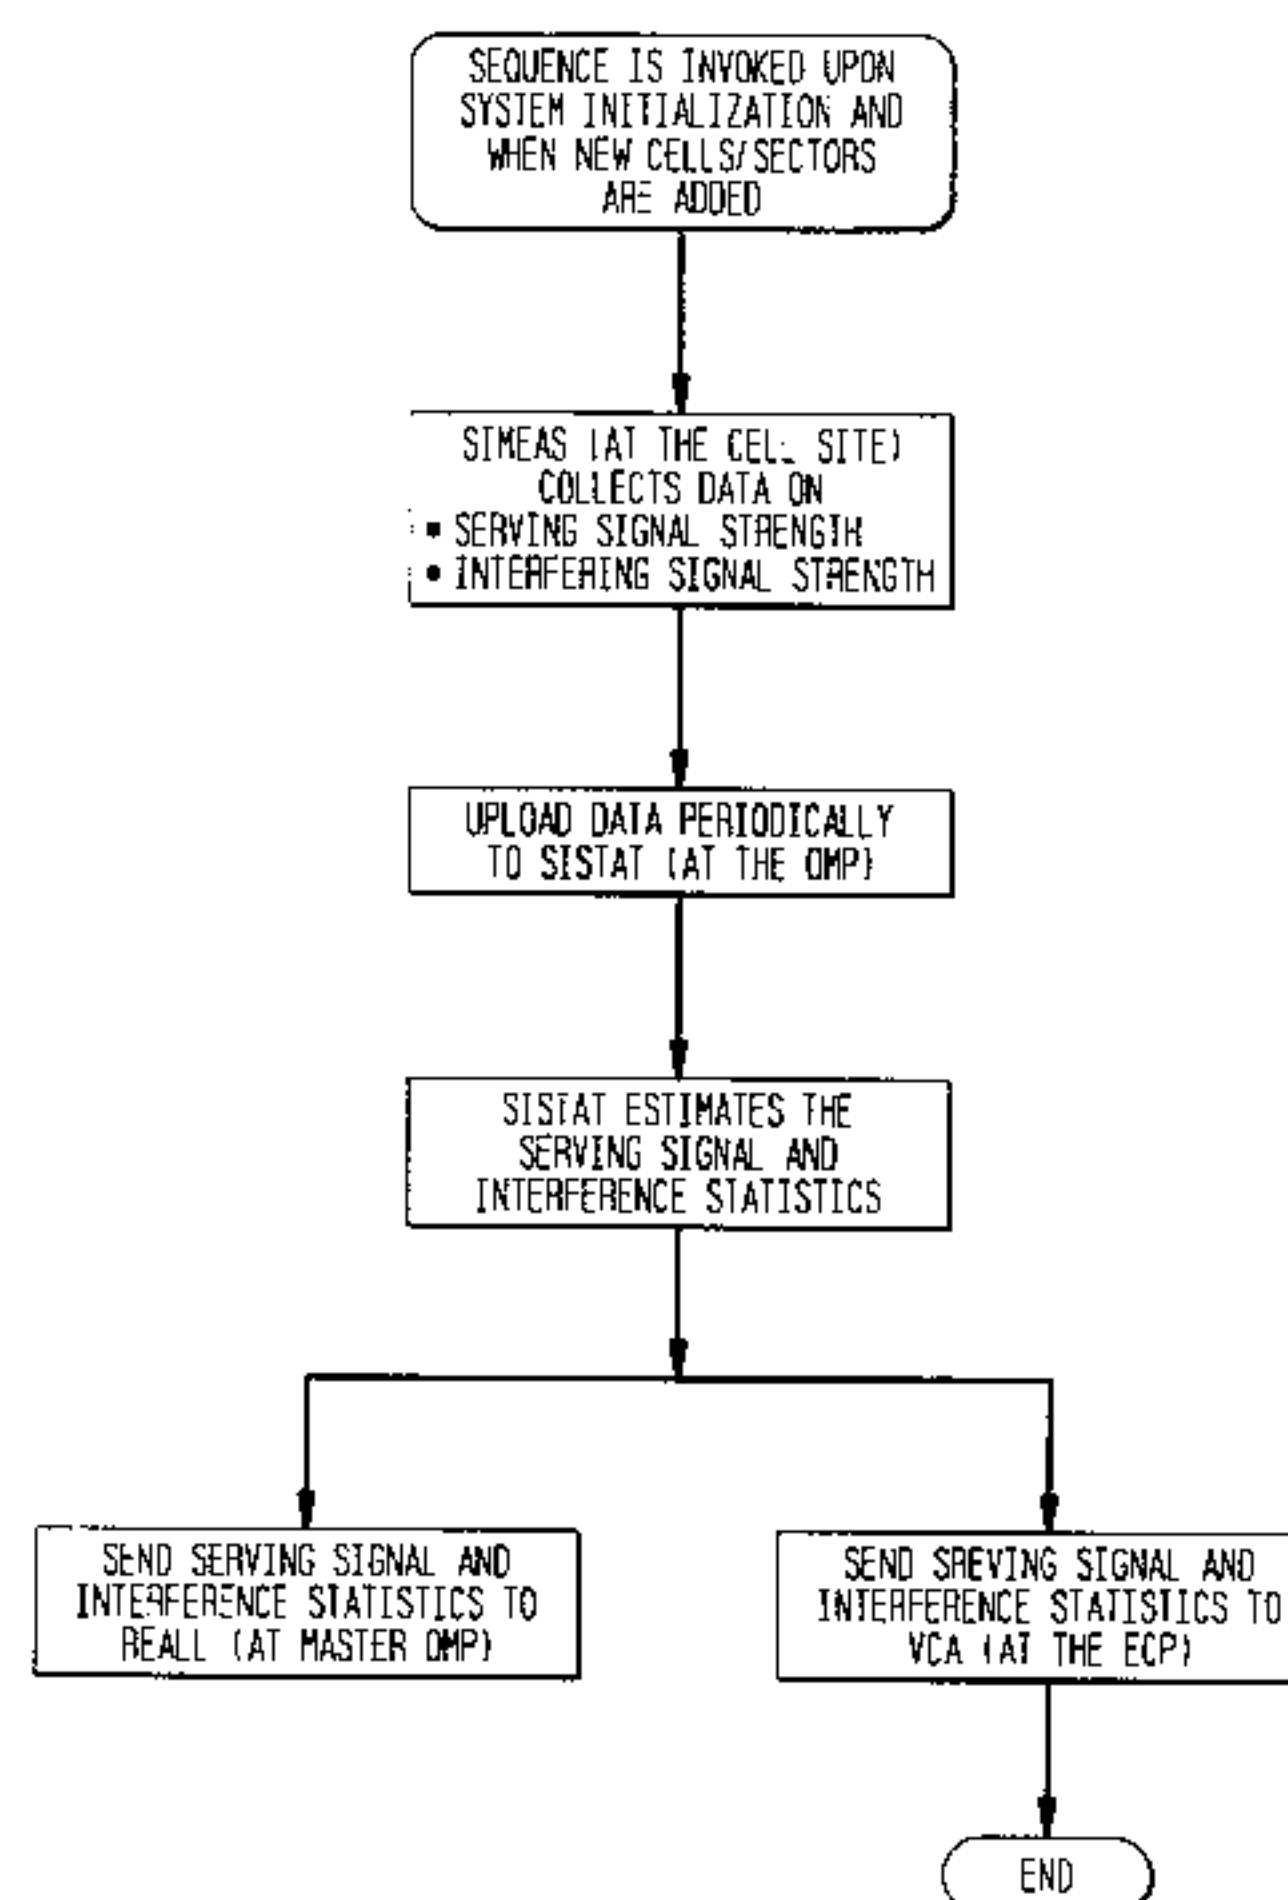 SEQUENCE IS INVOKED UPON
SYSTEM INITIALIZATION AND
WHEN NEW CELLS/SECTORS
ARE ADDED
SIMEAS (AT THE CELL SITE)
COLLECTS DATA ON
• SERVING SIGNAL STRENGTH
• INTERFERING SIGNAL STRENGTH
UPLOAD DATA PERIODICALLY
TO SISTAT (AT THE OMP)
SISTAT ESTIMATES THE
SERVING SIGNAL AND
INTERFERENCE STATISTICS
SEND SERVING SIGNAL AND
INTERFERENCE STATISTICS TO
REALL (AT MASTER OMP)
SEND SREVING SIGNAL AND
INTERFERENCE STATISTICS TO
VCA (AT THE ECP)
END